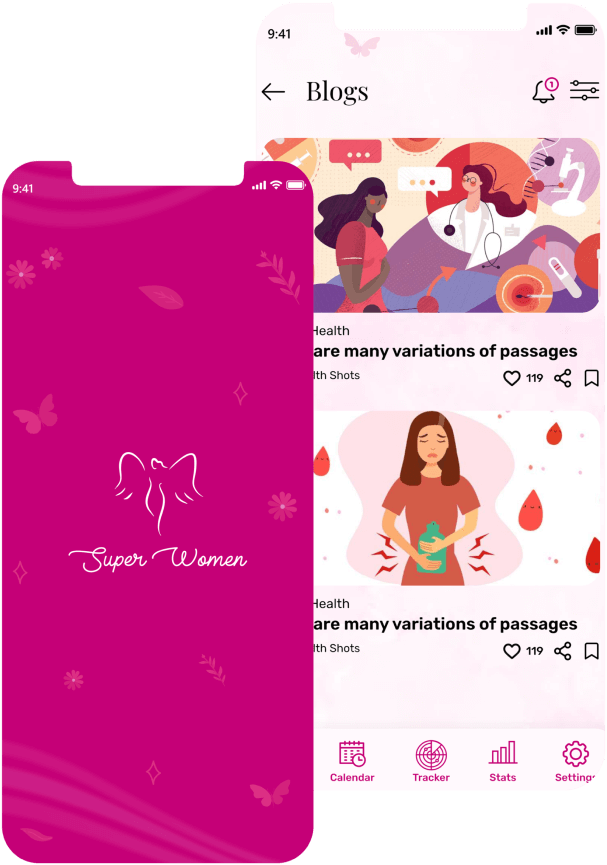 9:41
Super Women
9:41
1
Blogs
Health
are many variations of passages
lth Shots
119
Health
are many variations of passages
lth Shots
119
Calendar
Tracker
Stats
Settings